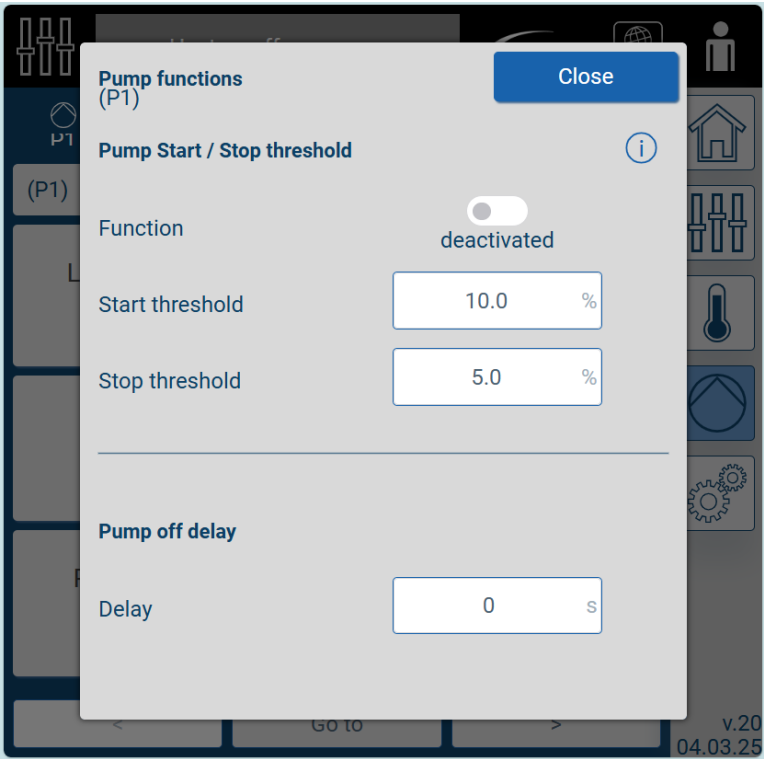 Pump functions
(P1)
Close
Pump Start / Stop threshold
i
P1
(P1)
Function
deactivated
Start threshold
10.0 %
Stop threshold
5.0 %
Pump off delay
Delay
0 s
< Go to >
v.20
04.03.25